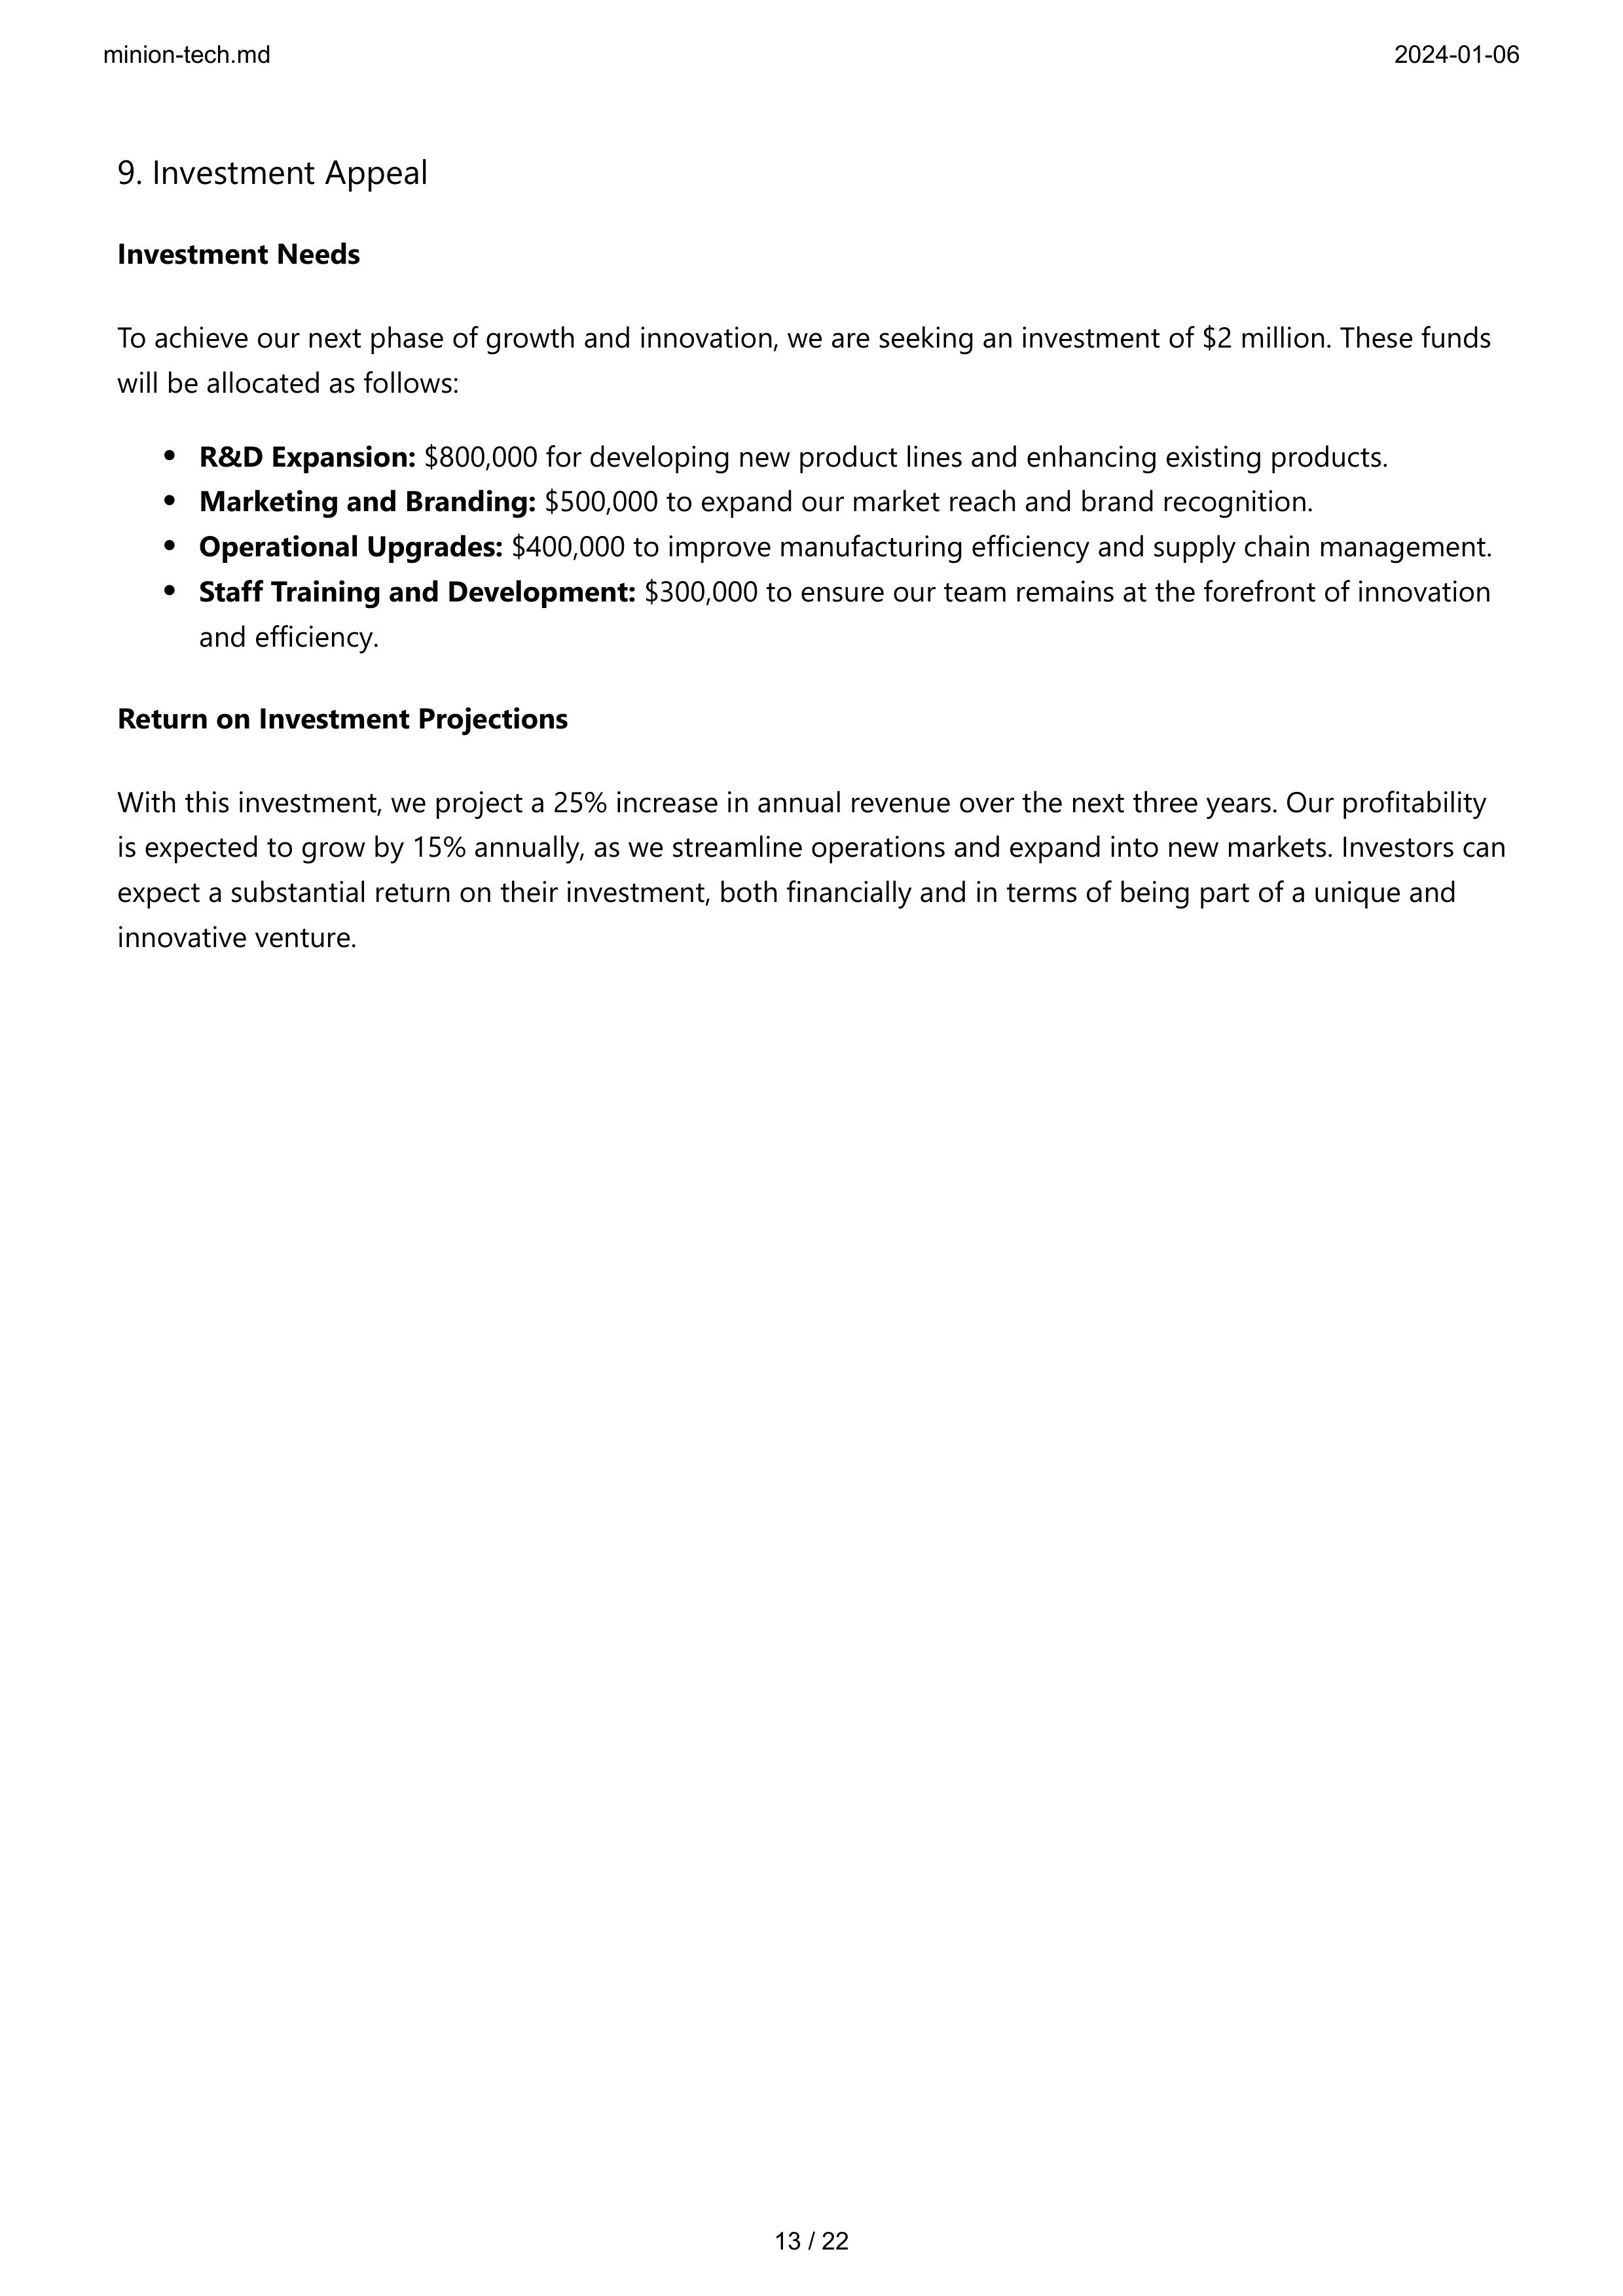 minion-tech.md
2024-01-06
9. Investment Appeal
Investment Needs
To achieve our next phase of growth and innovation, we are seeking an investment of $2 million. These funds
will be allocated as follows:
• R&D Expansion: $800,000 for developing new product lines and enhancing existing products.
• Marketing and Branding: $500,000 to expand our market reach and brand recognition.
• Operational Upgrades: $400,000 to improve manufacturing efficiency and supply chain management.
• Staff Training and Development: $300,000 to ensure our team remains at the forefront of innovation
and efficiency.
Return on Investment Projections
With this investment, we project a 25% increase in annual revenue over the next three years. Our profitability
is expected to grow by 15% annually, as we streamline operations and expand into new markets. Investors can
expect a substantial return on their investment, both financially and in terms of being part of a unique and
innovative venture.
13 / 22